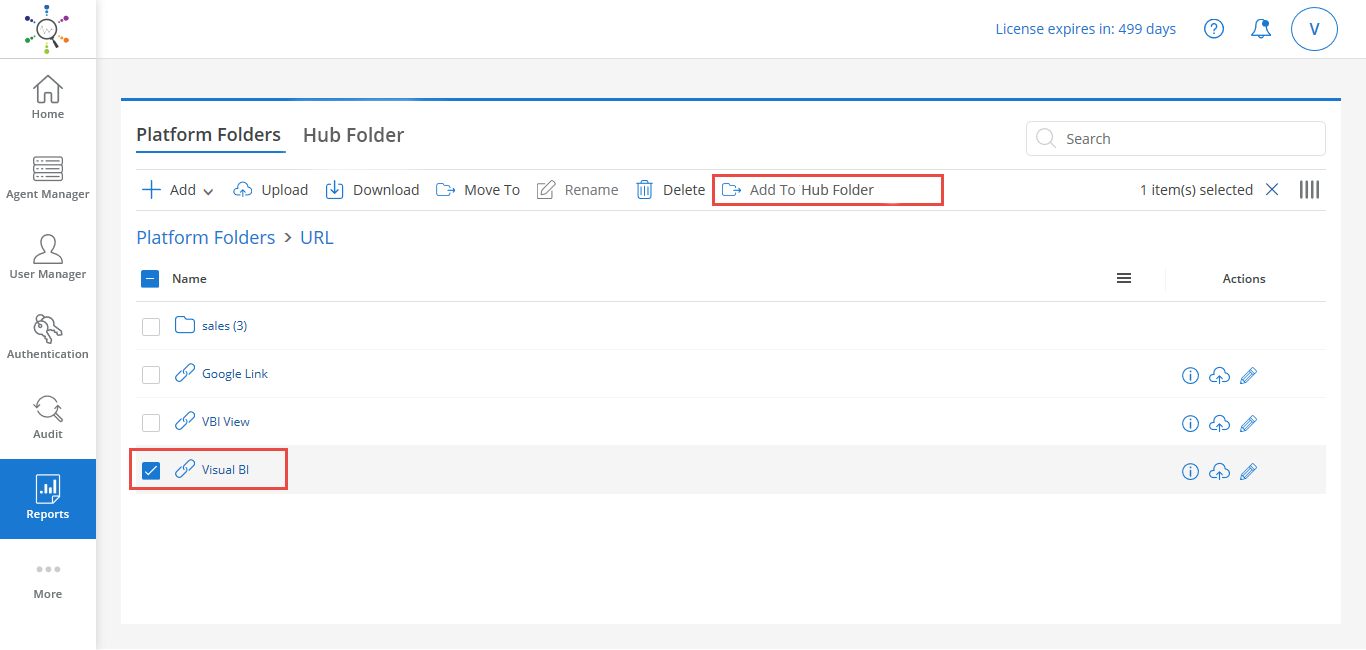 License expires in: 499 days
V
Home
Agent Manager
User Manager
Authentication
Audit
Reports
More
Platform Folders Hub Folder
Search
Add Upload Download Move To Rename Delete Add To Hub Folder 1 item(s) selected
Platform Folders > URL
Name Actions
sales (3)
Google Link
VBI View
Visual BI